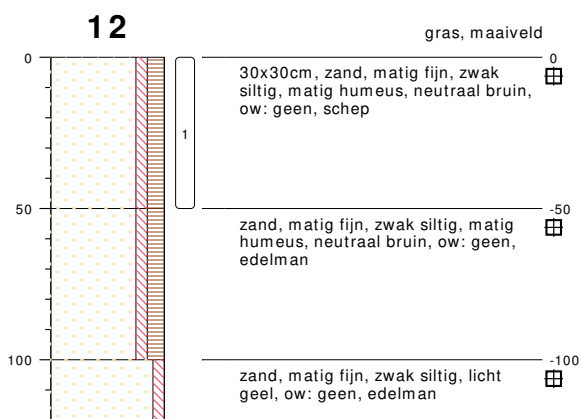 12
gras, maaiveld
0
0
30x30cm, zand, matig fijn, zwak
siltig, matig humeus, neutraal bruin,
ow: geen, schep
1
50
-50
zand, matig fijn, zwak siltig, matig
humeus, neutraal bruin, ow: geen,
edelman
100
-100
zand, matig fijn, zwak siltig, licht
geel, ow: geen, edelman